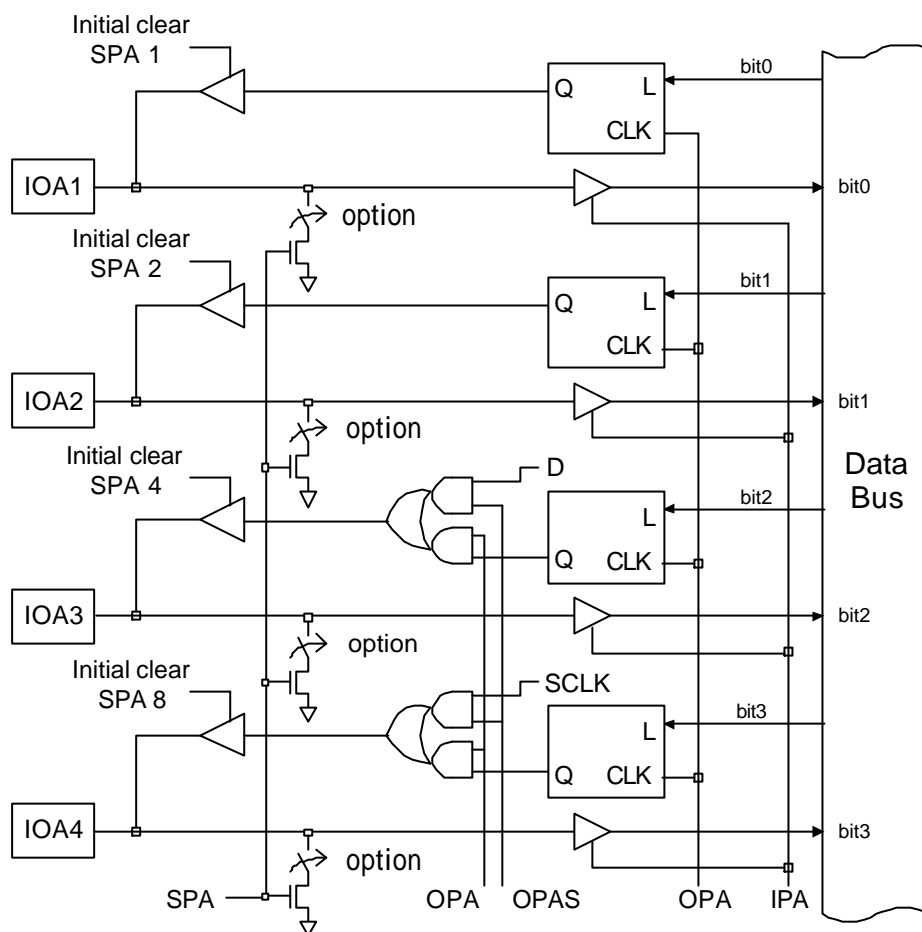 Initial clear
SPA 1
Q
L
CLK
bit0
IOA1
bit0
option
Initial clear
SPA 2
Q
L
CLK
bit1
IOA2
bit1
option
Initial clear
SPA 4
D
L
Q
CLK
bit2
Data
Bus
IOA3
bit2
option
Initial clear
SPA 8
SCLK
L
Q
CLK
bit3
IOA4
bit3
option
SPA
OPA
OPAS
OPA
IPA